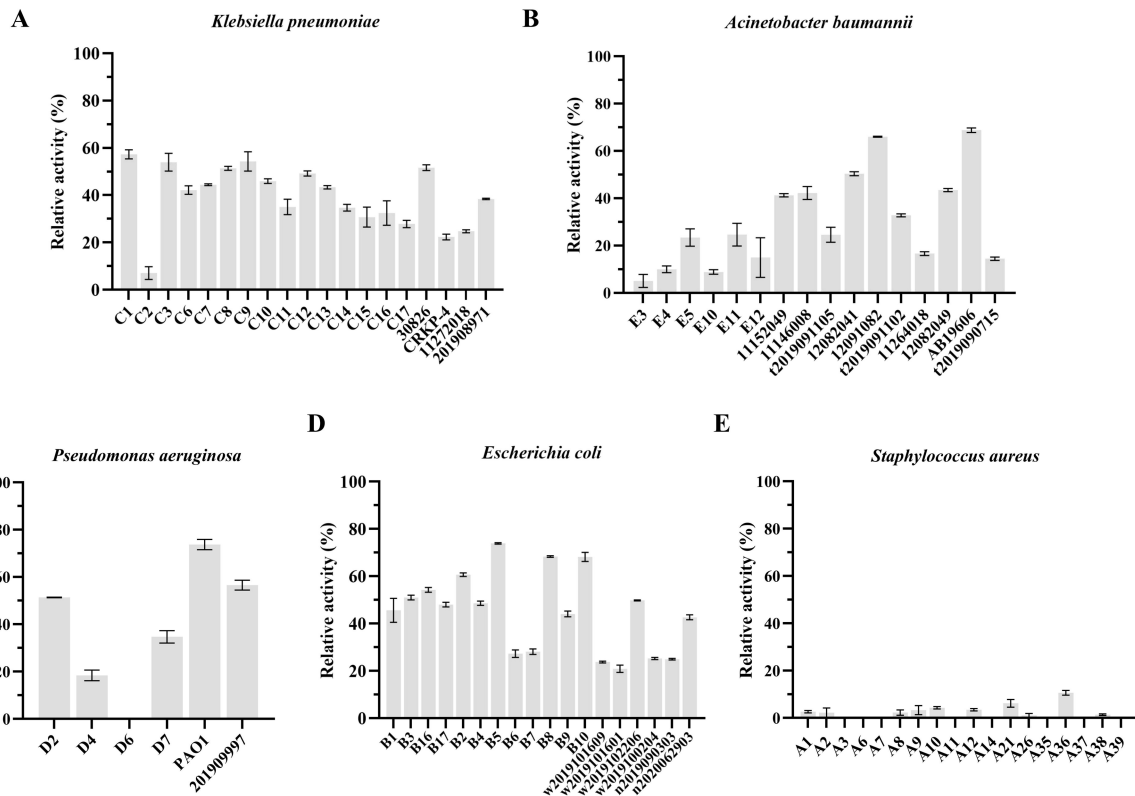 A
Klebsiella pneumoniae
Relative activity (%)
100
80
60
40
20
0
C1
C2
C3
C6
C7
C8
C9
C10
C11
C12
C13
C14
C15
C16
C17
30826
CRKP-4
11272018
201908971
B
Acinetobacter baumannii
Relative activity (%)
100
80
60
40
20
0
E3
E4
E5
E10
E11
E12
11152049
11146008
t2019091105
12082041
12091082
t2019091102
11264018
12082049
AB19606
t2019090715
Pseudomonas aeruginosa
00
80
60
40
20
0
D2
D4
D6
D7
PAO1
201909997
D
Escherichia coli
Relative activity (%)
100
80
60
40
20
0
B1
B3
B16
B17
B2
B4
B5
B6
B7
B8
B9
B10
w2019101609
w2019101601
w2019102206
w2019100204
n2019090303
n2020062903
E
Staphylococcus aureus
Relative activity (%)
100
80
60
40
20
0
A1
A2
A3
A6
A7
A8
A9
A10
A11
A12
A14
A21
A26
A35
A36
A37
A38
A39